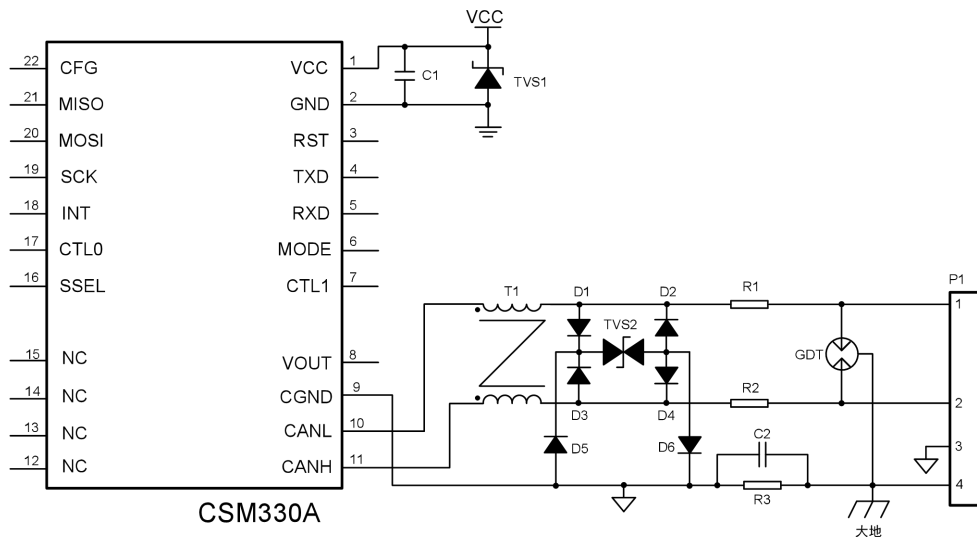 VCC
22 CFG VCC 1
21 MISO GND 2
20 MOSI RST 3
19 SCK TXD 4
18 INT RXD 5
17 CTL0 MODE 6
16 SSEL CTL1 7
15 NC VOUT 8
14 NC CGND 9
13 NC CANL 10
12 NC CANH 11
CSM330A
C1
TVS1
T1
D1
D2
TVS2
D3
D4
D5
D6
R1
R2
GDT
C2
R3
大地
P1
1
2
3
4